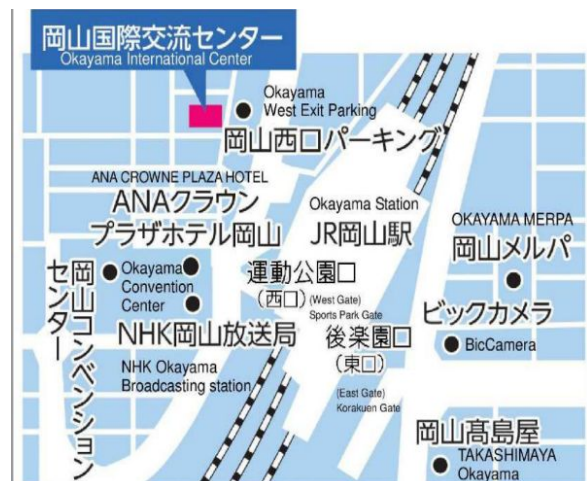 岡山国際交流センター
Okayama International Center
Okayama
West Exit Parking
岡山西口パーキング
ANA CROWNE PLAZA HOTEL
ANAクラウン
プラザホテル岡山
Okayama Station
JR岡山駅
OKAYAMA MERPA
岡山メルパ
岡山コンベンション
センター
Okayama
Convention
Center
運動公園口
(西口)
(West Gate)
Sports Park Gate
ビックカメラ
BicCamera
NHK岡山放送局
NHK Okayama
Broadcasting station
後楽園口
(東口)
(East Gate)
Korakuen Gate
岡山髙島屋
TAKASHIMAYA
Okayama